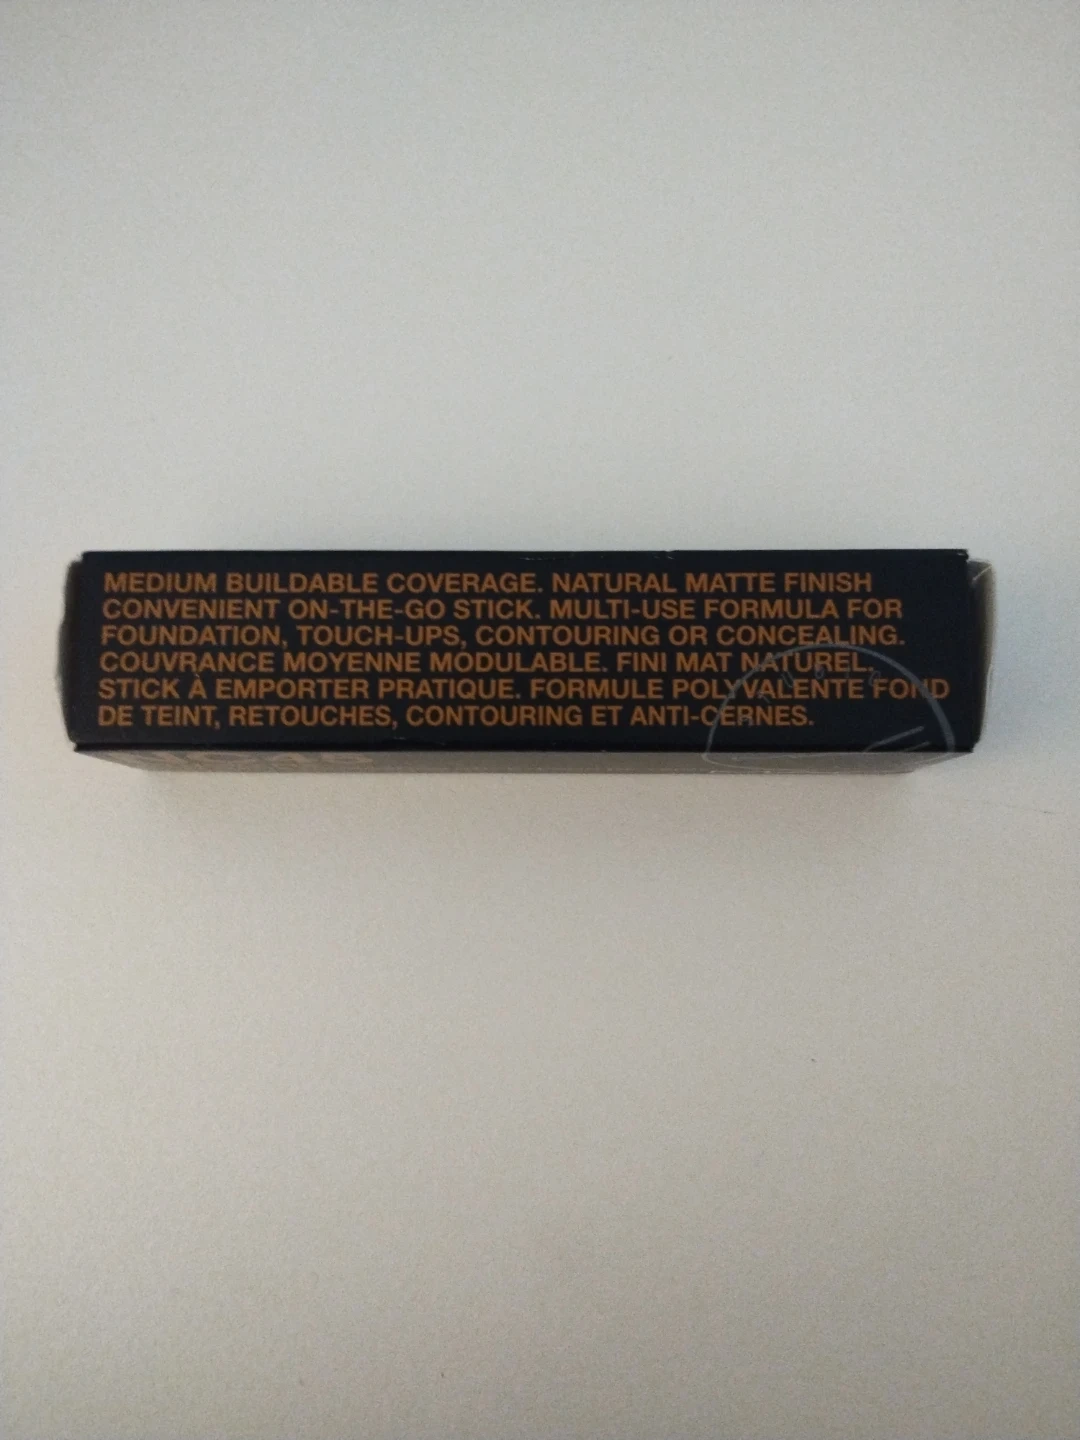 MEDIUM BUILDABLE COVERAGE. NATURAL MATTE FINISH
CONVENIENT ON-THE-GO STICK. MULTI-USE FORMULA FOR
FOUNDATION, TOUCH-UPS, CONTOURING OR CONCEALING.
COUVRANCE MOYENNE MODULABLE. FINI MAT NATUREL.
STICK À EMPORTER PRATIQUE. FORMULE POLYVALENTE FOND
DE TEINT, RETOUCHES, CONTOURING ET ANTI-CERNES.